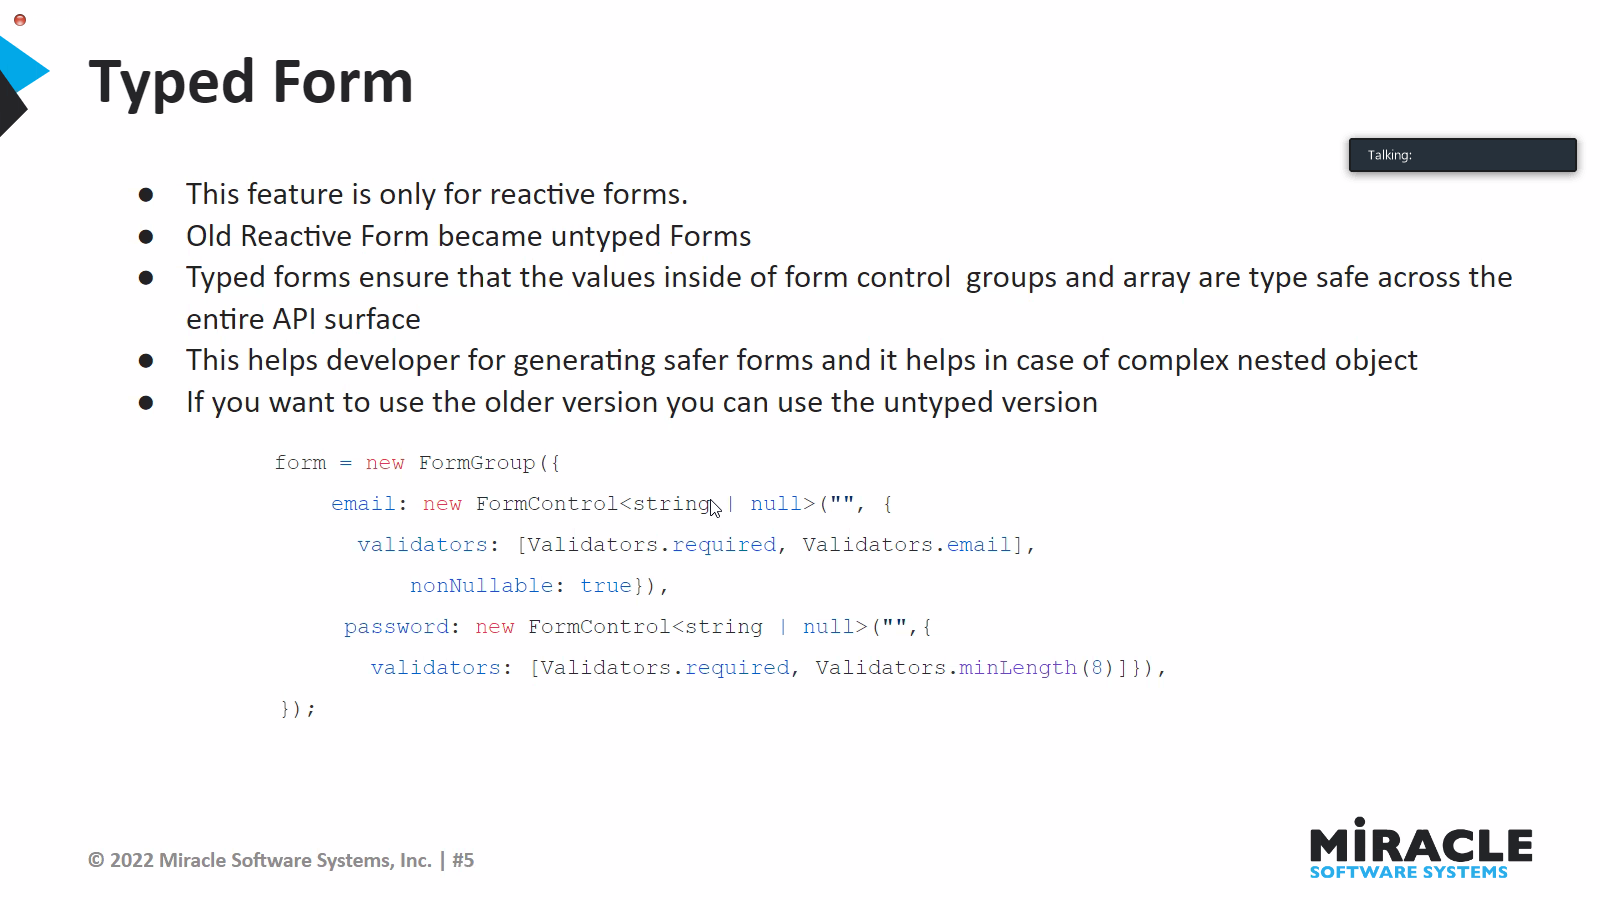 Typed Form
Talking:
● This feature is only for reactive forms.
● Old Reactive Form became untyped Forms
● Typed forms ensure that the values inside of form control  groups and array are type safe across the
entire API surface
● This helps developer for generating safer forms and it helps in case of complex nested object
● If you want to use the older version you can use the untyped version
form = new FormGroup({
email: new FormControl<string | null>("", {
validators: [Validators.required, Validators.email],
nonNullable: true}),
password: new FormControl<string | null>("",{
validators: [Validators.required, Validators.minLength(8)]}),
});
© 2022 Miracle Software Systems, Inc. | #5
MiRACLE
SOFTWARE SYSTEMS